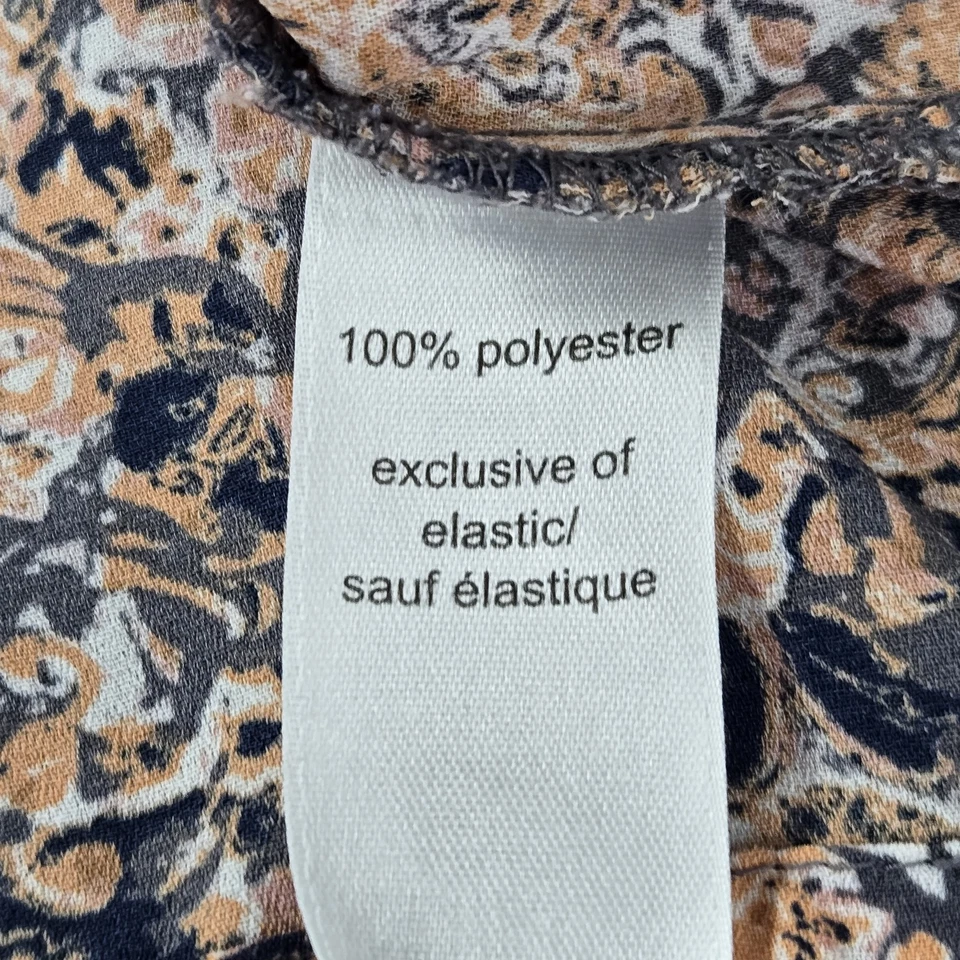 100% polyester
exclusive of
elastic/
sauf élastique